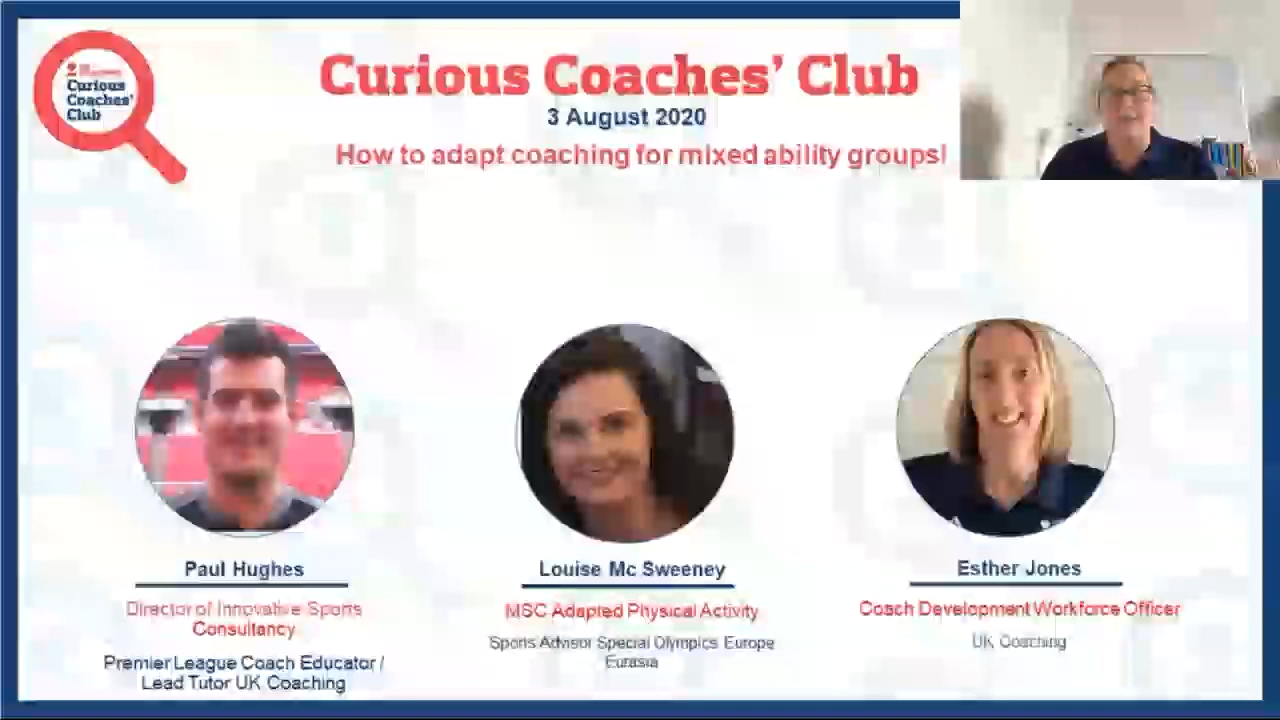 Curious
Coaches'
Club
Curious Coaches' Club
3 August 2020
How to adapt coaching for mixed ability groups!
Paul Hughes
Director of Innovative Sports
Consultancy
Premier League Coach Educator /
Lead Tutor UK Coaching
Louise Mc Sweeney
MSC Adapted Physical Activity
Sports Advisor Special Olympics Europe
Eurasia
Esther Jones
Coach Development Workforce Officer
UK Coaching